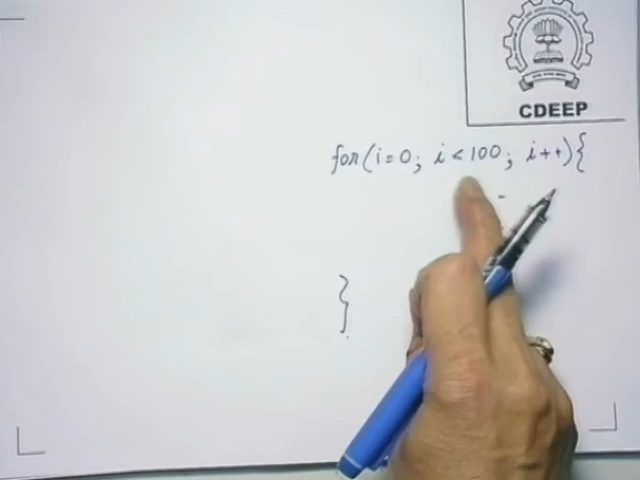 CDEEP
for(i=0; i<100; i++){
}